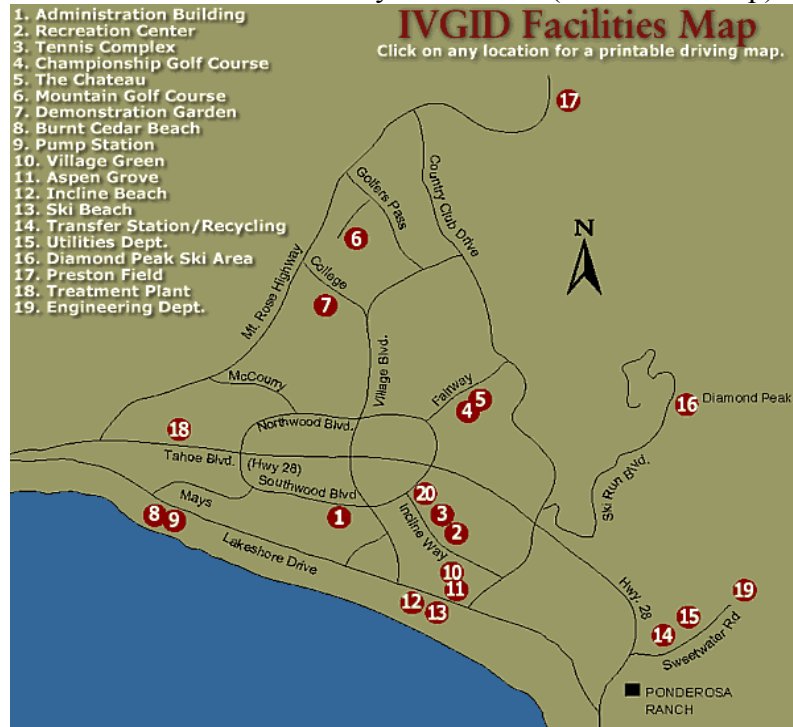 IVGID Facilities Map
Click on any location for a printable driving map.
1. Administration Building
2. Recreation Center
3. Tennis Complex
4. Championship Golf Course
5. The Chateau
6. Mountain Golf Course
7. Demonstration Garden
8. Burnt Cedar Beach
9. Pump Station
10. Village Green
11. Aspen Grove
12. Incline Beach
13. Ski Beach
14. Transfer Station/Recycling
15. Utilities Dept.
16. Diamond Peak Ski Area
17. Preston Field
18. Treatment Plant
19. Engineering Dept.
17
Golfers Pass
Country Club Drive
N
6
College
Mt. Rose Highway
7
Village Blvd.
McCourry
Fairway
5
4
16
Diamond Peak
Northwood Blvd.
18
Tahoe Blvd.
(Hwy 28)
Ski Run Blvd.
Southwood Blvd
Mays
20
8
9
1
3
2
Incline Way
Lakeshore Drive
10
11
12
13
Hwy. 28
19
15
14
Sweetwater Rd
PONDEROSA
RANCH